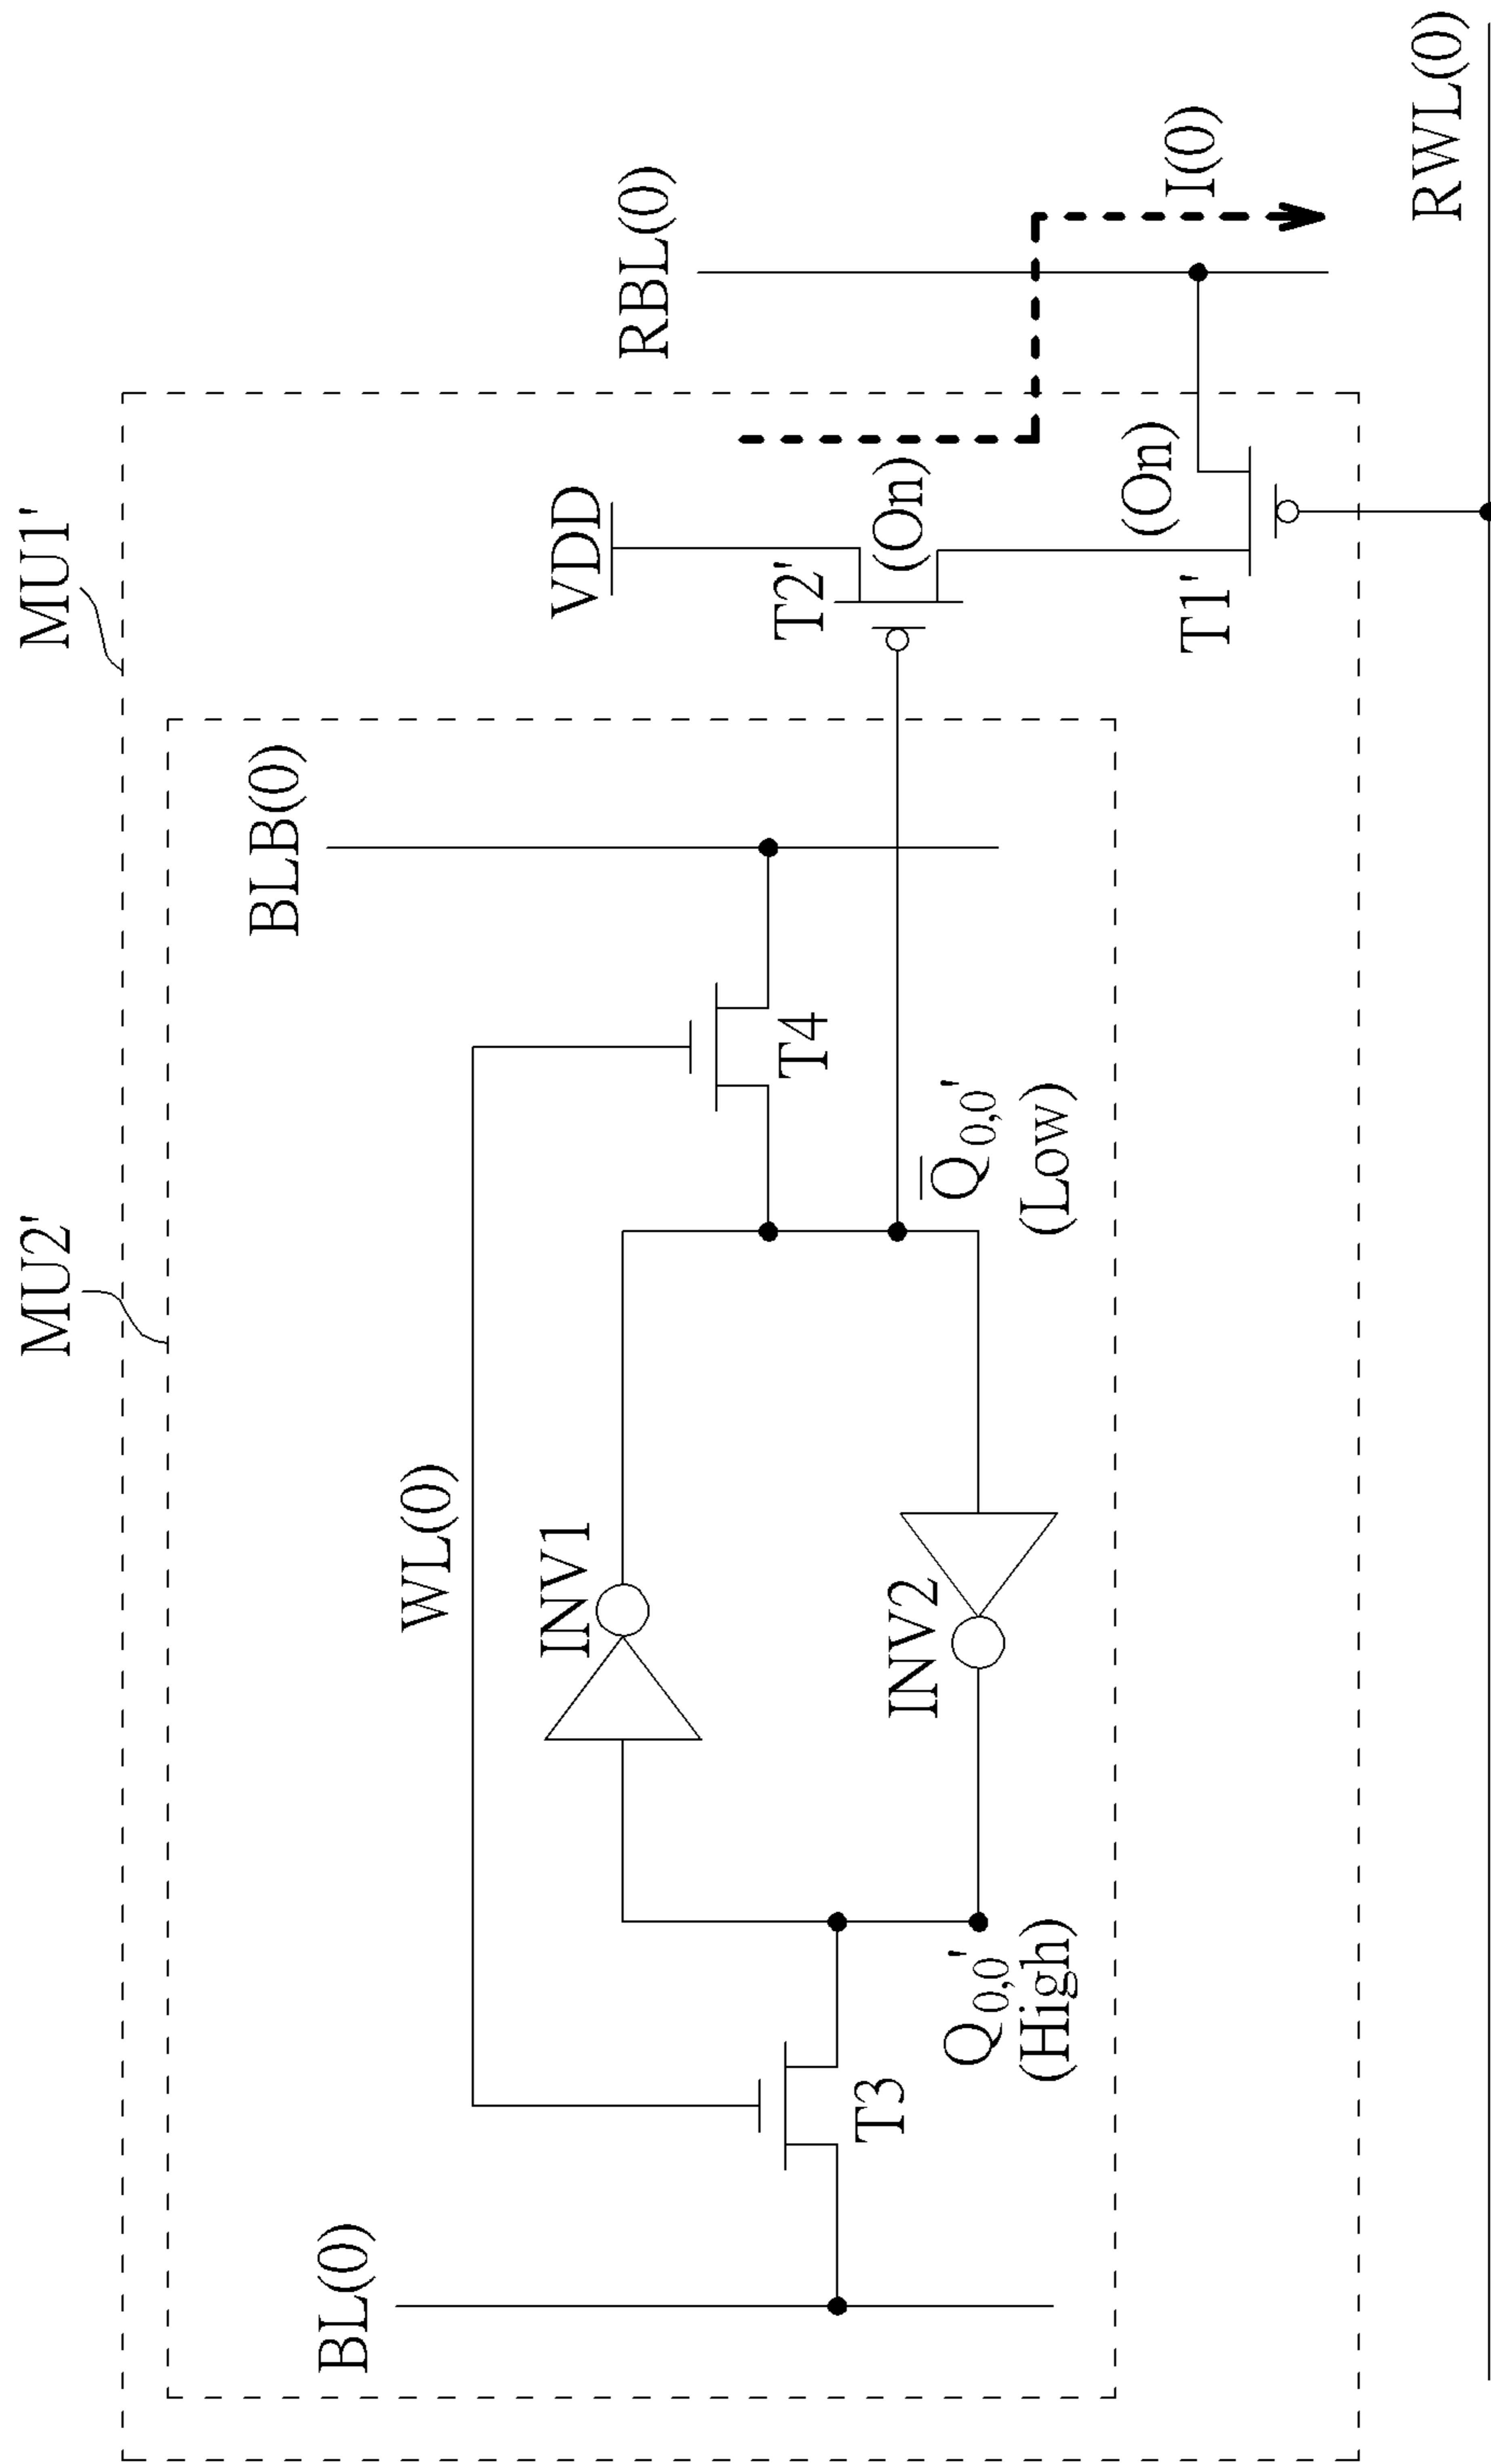 MU2'
MU1'
BLB(0)
BL(0)
WL(0)
VDD
RBL(0)
INV1
T4
T2'
(On)
T3
INV2
Q̅0,0'
(Low)
Q0,0'
(High)
(On)
I(0)
T1'
RWL(0)